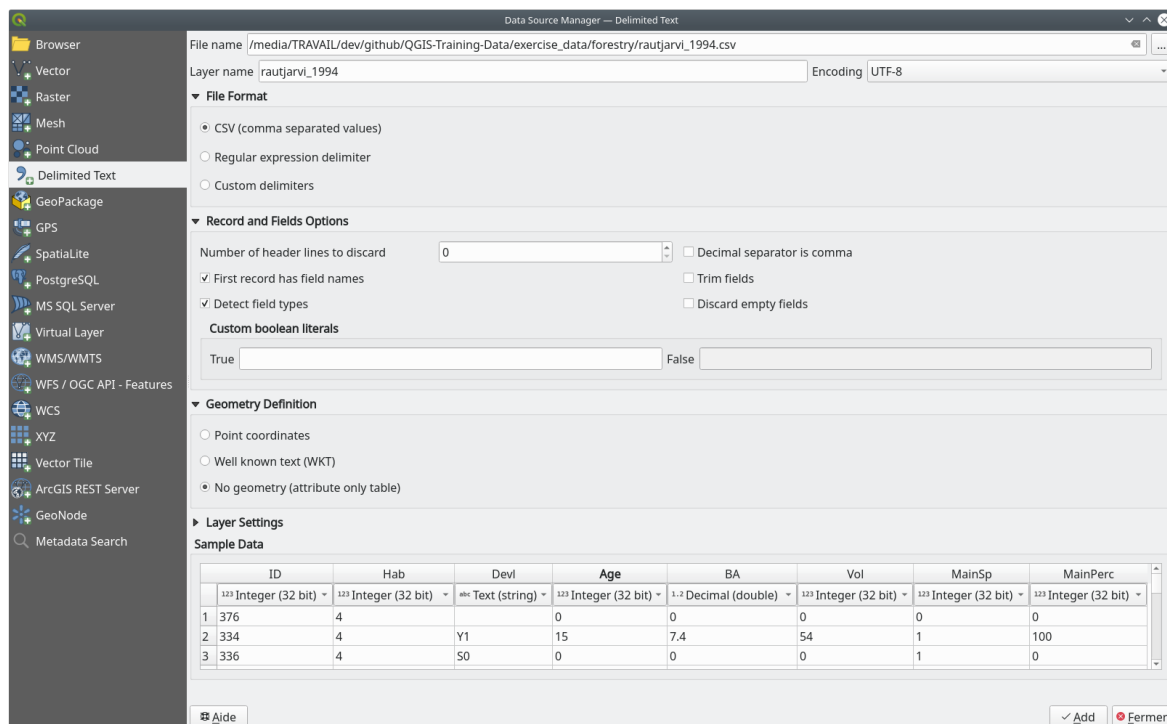 Data Source Manager — Delimited Text
Browser
Vector
Raster
Mesh
Point Cloud
Delimited Text
GeoPackage
GPS
SpatiaLite
PostgreSQL
MS SQL Server
Virtual Layer
WMS/WMTS
WFS / OGC API - Features
WCS
XYZ
Vector Tile
ArcGIS REST Server
GeoNode
Metadata Search
File name /media/TRAVAIL/dev/github/QGIS-Training-Data/exercise_data/forestry/rautjarvi_1994.csv ...
Layer name rautjarvi_1994 Encoding UTF-8
File Format
CSV (comma separated values)
Regular expression delimiter
Custom delimiters
Record and Fields Options
Number of header lines to discard 0 Decimal separator is comma
First record has field names Trim fields
Detect field types Discard empty fields
Custom boolean literals
True False
Geometry Definition
Point coordinates
Well known text (WKT)
No geometry (attribute only table)
Layer Settings
Sample Data
ID Hab Devl Age BA Vol MainSp MainPerc
123 Integer (32 bit) 123 Integer (32 bit) abc Text (string) 123 Integer (32 bit) 1.2 Decimal (double) 123 Integer (32 bit) 123 Integer (32 bit) 123 Integer (32 bit)
1 376 4 0 0 0 0 0
2 334 4 Y1 15 7.4 54 1 100
3 336 4 S0 0 0 0 1 0
Aide Add Fermer